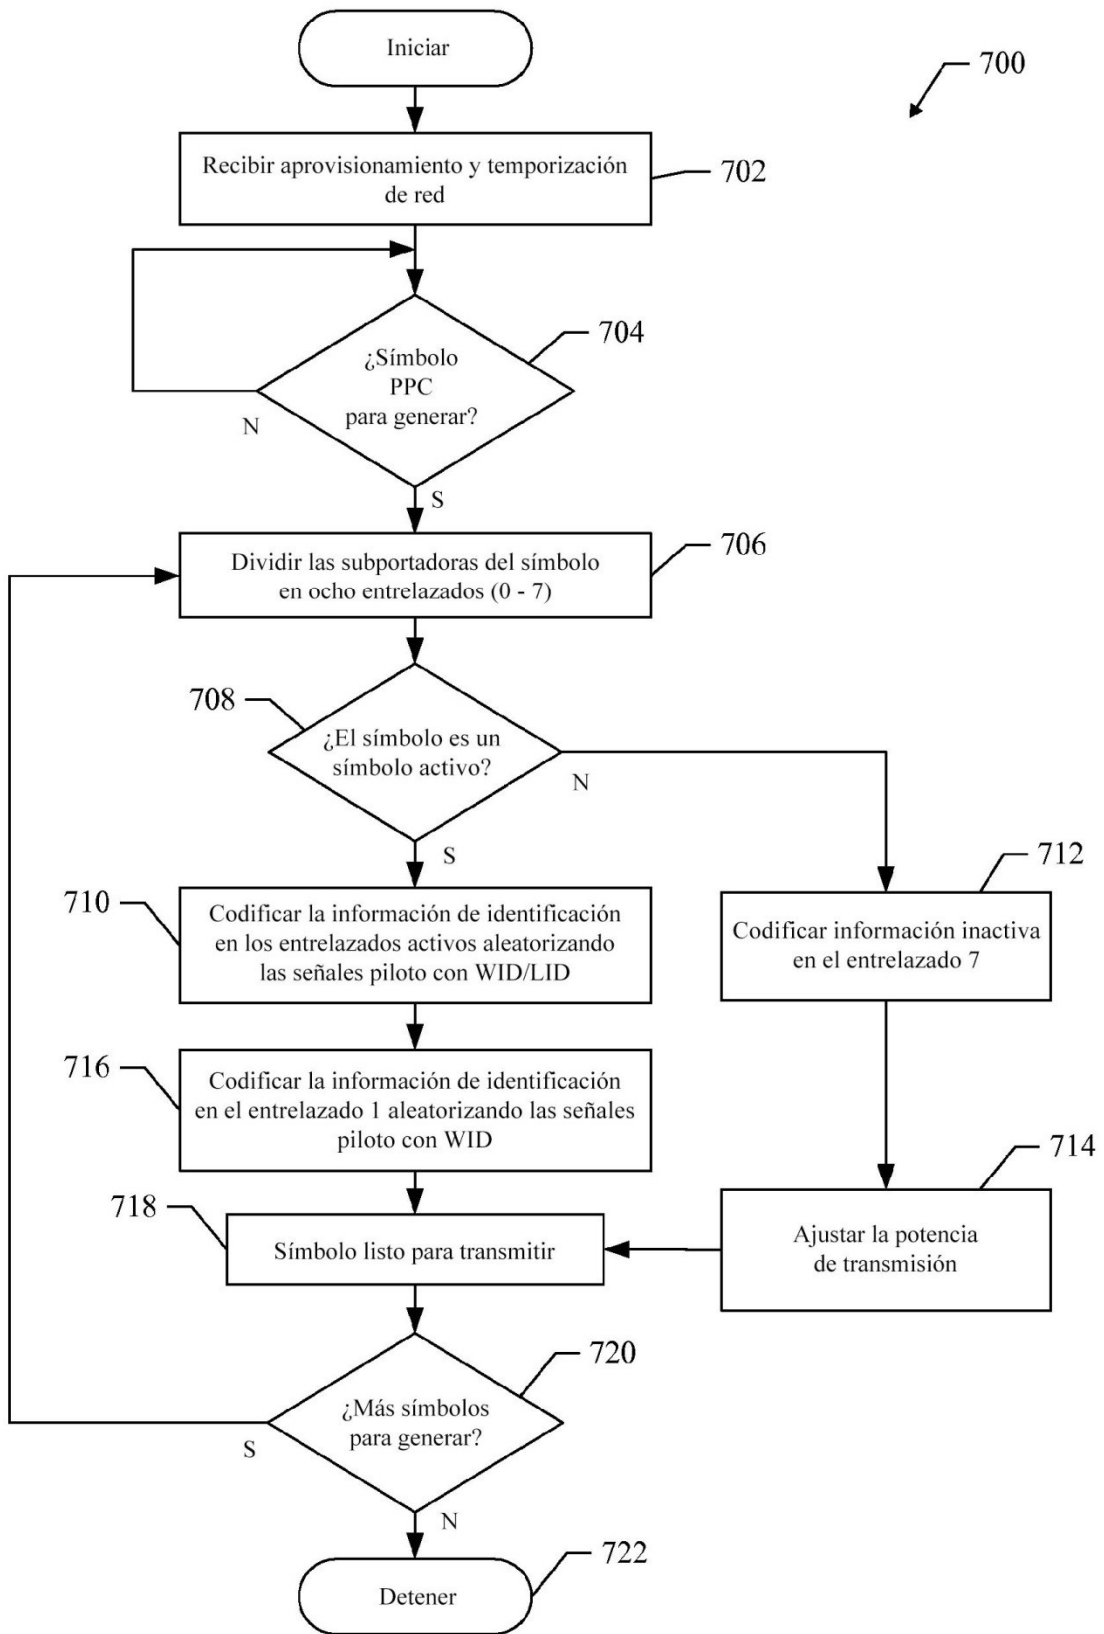 Iniciar
700
Recibir aprovisionamiento y temporización
de red
702
704
¿Símbolo
PPC
para generar?
N
S
706
Dividir las subportadoras del símbolo
en ocho entrelazados (0 - 7)
708
¿El símbolo es un
símbolo activo?
N
S
710
Codificar la información de identificación
en los entrelazados activos aleatorizando
las señales piloto con WID/LID
712
Codificar información inactiva
en el entrelazado 7
716
Codificar la información de identificación
en el entrelazado 1 aleatorizando las señales
piloto con WID
714
Ajustar la potencia
de transmisión
718
Símbolo listo para transmitir
720
¿Más símbolos
para generar?
S
N
722
Detener